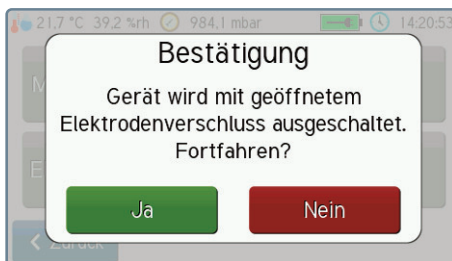 21.7 °C 39,2 %rh 984,1 mbar 14:20:53
Bestätigung
Gerät wird mit geöffnetem
Elektrodenverschluss ausgeschaltet.
Fortfahren?
Ja Nein
Zurück